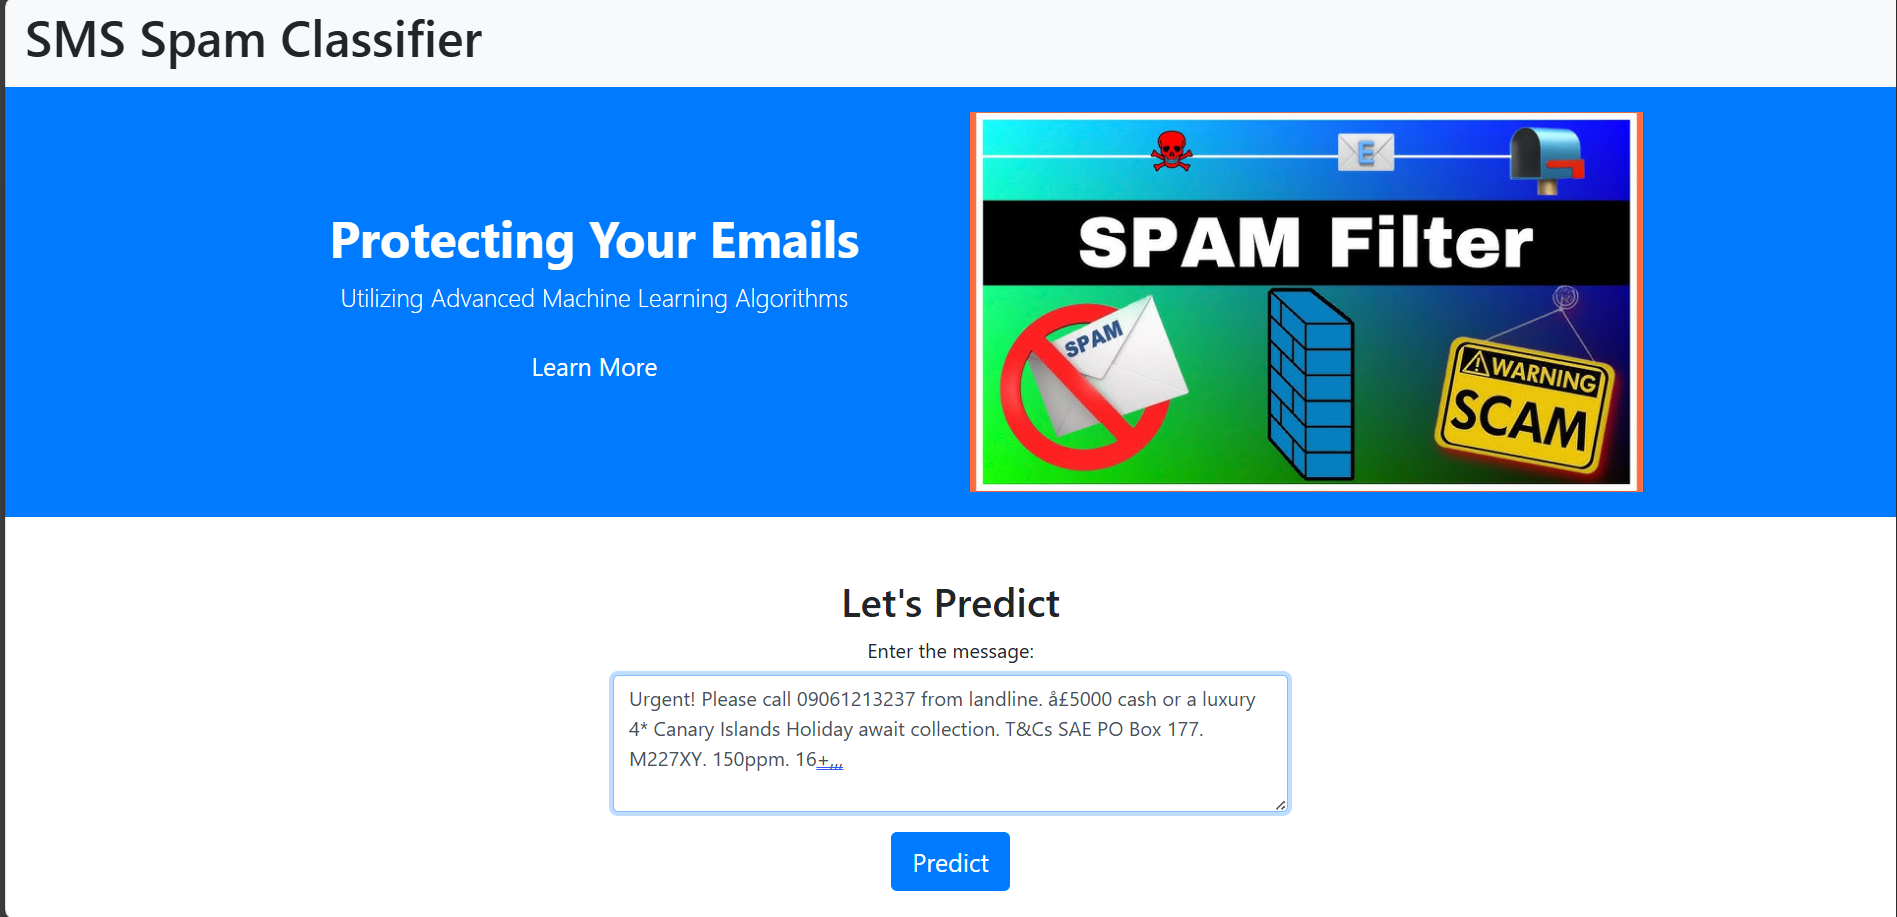 SMS Spam Classifier
Protecting Your Emails
Utilizing Advanced Machine Learning Algorithms
Learn More
E
SPAM Filter
SPAM
WARNING
SCAM
Let's Predict
Enter the message:
Urgent! Please call 09061213237 from landline. å£5000 cash or a luxury
4* Canary Islands Holiday await collection. T&Cs SAE PO Box 177.
M227XY. 150ppm. 16+,,,
Predict